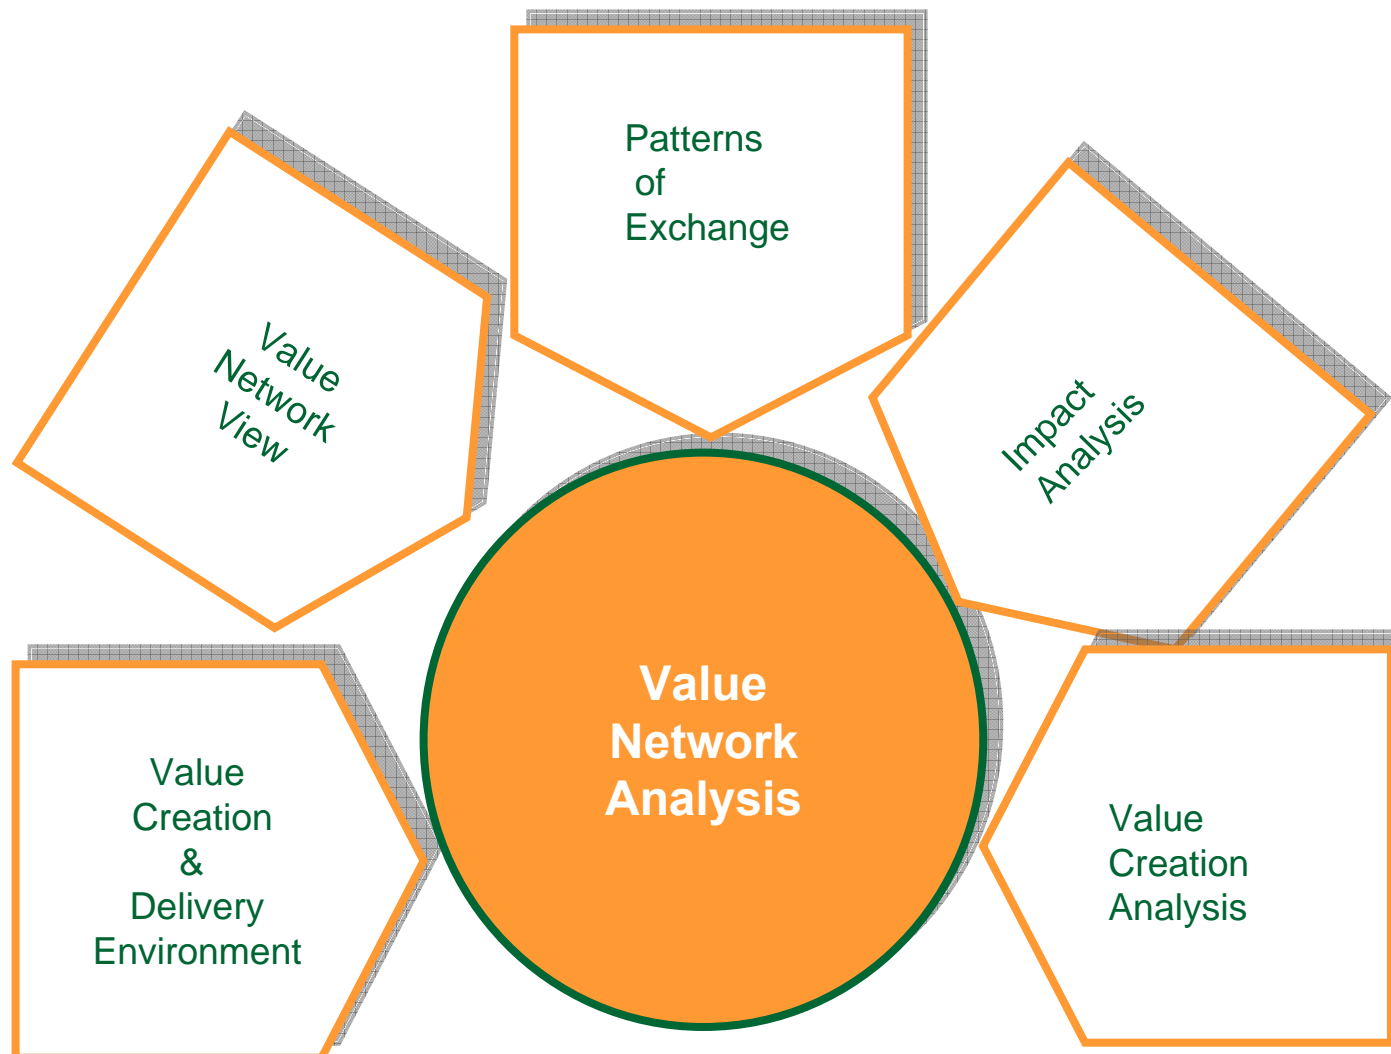 Patterns
of
Exchange
Value
Network
View
Impact
Analysis
Value
Network
Analysis
Value
Creation
&
Delivery
Environment
Value
Creation
Analysis